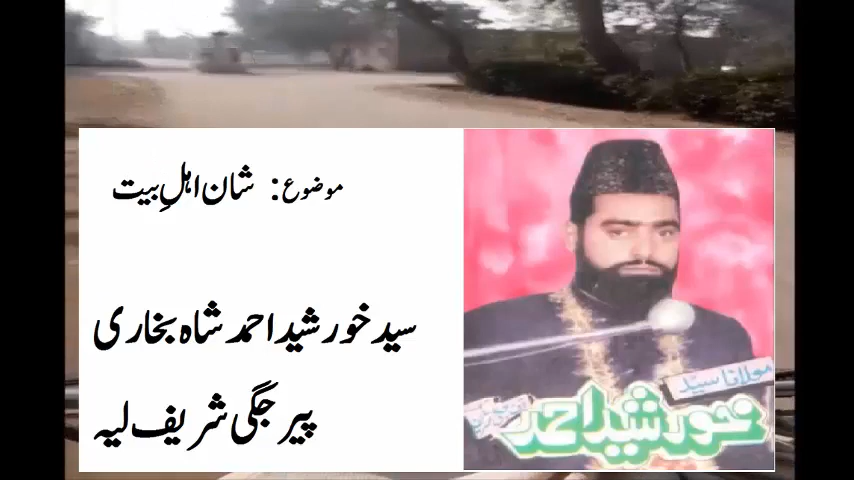 موضوع: شان اہلِ بیت
سید خورشید احمد شاہ بخاری
پیر جگی شریف لیہ
مولانا سید
خورشید احمد